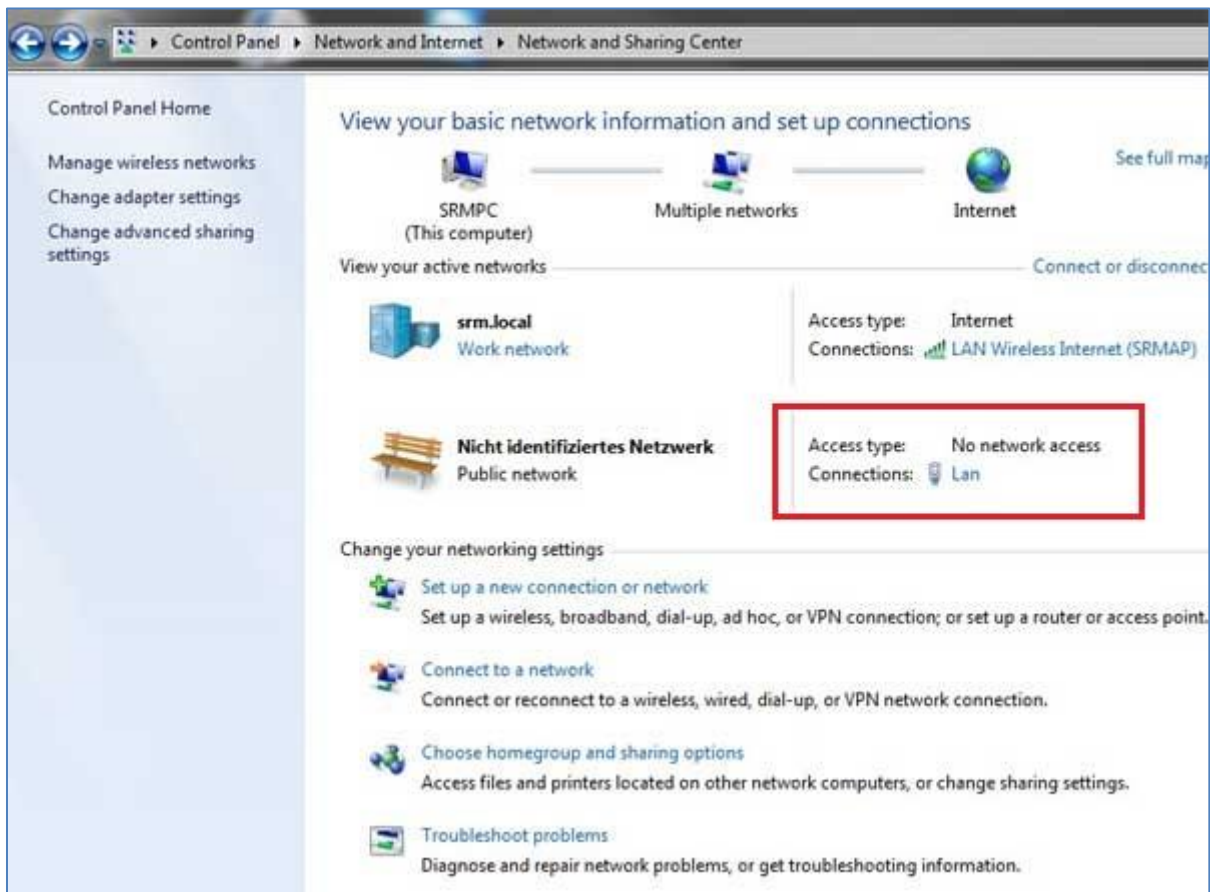 Control Panel ▸ Network and Internet ▸ Network and Sharing Center
Control Panel Home
Manage wireless networks
Change adapter settings
Change advanced sharing
settings
View your basic network information and set up connections
See full map
SRMPC
(This computer)
Multiple networks
Internet
View your active networks
Connect or disconnec
srm.local
Work network
Access type: Internet
Connections: LAN Wireless Internet (SRMAP)
Nicht identifiziertes Netzwerk
Public network
Access type: No network access
Connections: Lan
Change your networking settings
Set up a new connection or network
Set up a wireless, broadband, dial-up, ad hoc, or VPN connection; or set up a router or access point.
Connect to a network
Connect or reconnect to a wireless, wired, dial-up, or VPN network connection.
Choose homegroup and sharing options
Access files and printers located on other network computers, or change sharing settings.
Troubleshoot problems
Diagnose and repair network problems, or get troubleshooting information.